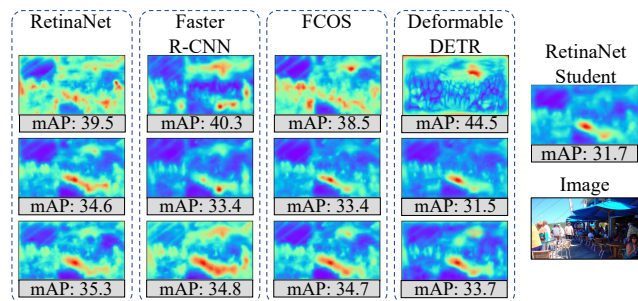 RetinaNet
mAP: 39.5
mAP: 34.6
mAP: 35.3
Faster
R-CNN
mAP: 40.3
mAP: 33.4
mAP: 34.8
FCOS
mAP: 38.5
mAP: 33.4
mAP: 34.7
Deformable
DETR
mAP: 44.5
mAP: 31.5
mAP: 33.7
RetinaNet
Student
mAP: 31.7
Image